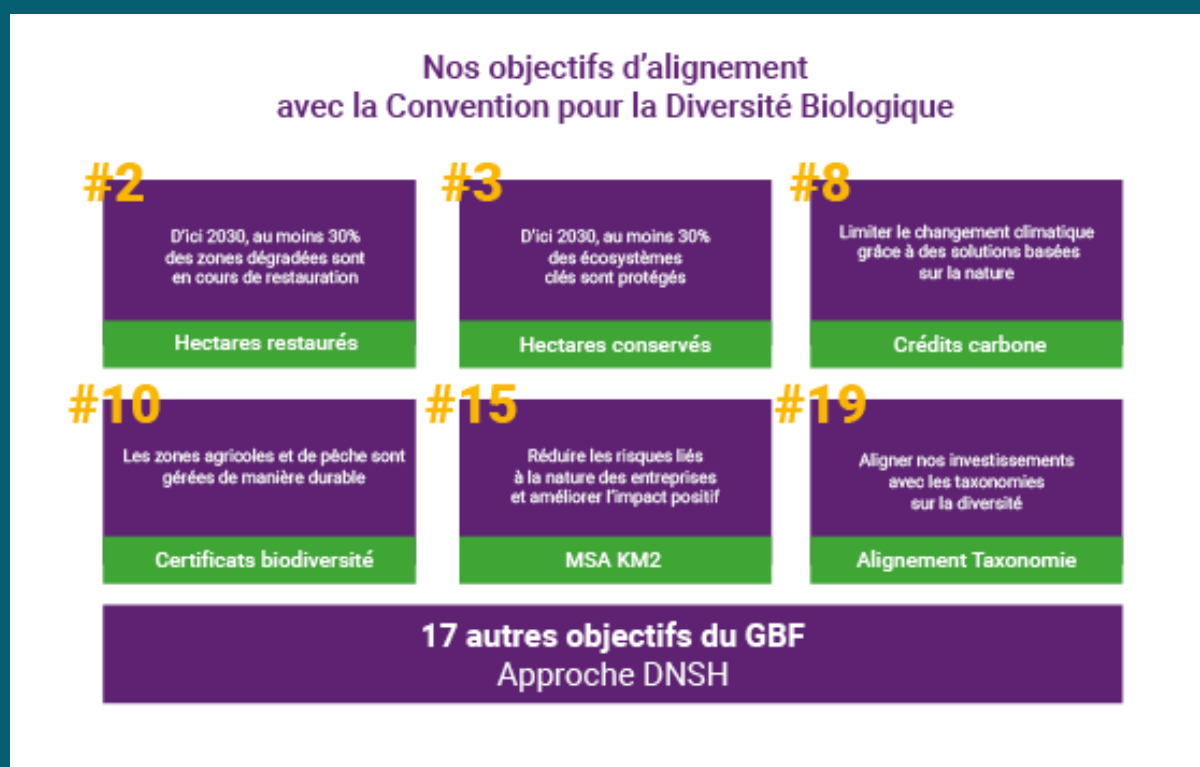 Nos objectifs d'alignement
avec la Convention pour la Diversité Biologique
#2
D'ici 2030, au moins 30%
des zones dégradées sont
en cours de restauration
Hectares restaurés
#3
D'ici 2030, au moins 30%
des écosystèmes
clés sont protégés
Hectares conservés
#8
Limiter le changement climatique
grâce à des solutions basées
sur la nature
Crédits carbone
#10
Les zones agricoles et de pêche sont
gérées de manière durable
Certificats biodiversité
#15
Réduire les risques liés
à la nature des entreprises
et améliorer l'impact positif
MSA KM2
#19
Aligner nos investissements
avec les taxonomies
sur la diversité
Alignement Taxonomie
17 autres objectifs du GBF
Approche DNSH